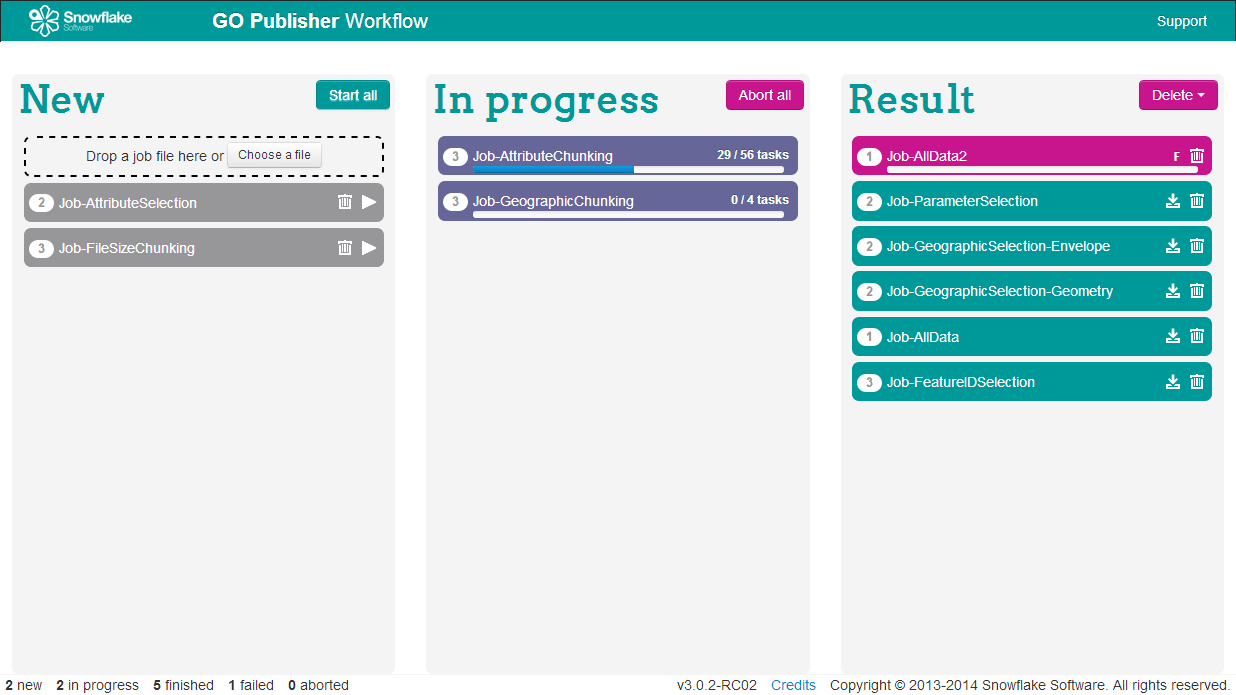 Snowflake
Software
GO Publisher Workflow
Support
New
Start all
Drop a job file here or Choose a file
2 Job-AttributeSelection
3 Job-FileSizeChunking
In progress
Abort all
3 Job-AttributeChunking 29 / 56 tasks
3 Job-GeographicChunking 0 / 4 tasks
Result
Delete
1 Job-AllData2 F
2 Job-ParameterSelection
2 Job-GeographicSelection-Envelope
2 Job-GeographicSelection-Geometry
1 Job-AllData
3 Job-FeatureIDSelection
2 new 2 in progress 5 finished 1 failed 0 aborted
v3.0.2-RC02 Credits Copyright © 2013-2014 Snowflake Software. All rights reserved.